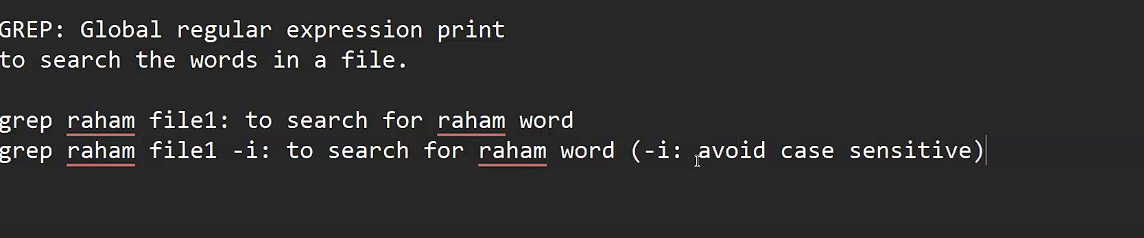 GREP: Global regular expression print
to search the words in a file.
grep raham file1: to search for raham word
grep raham file1 -i: to search for raham word (-i: avoid case sensitive)